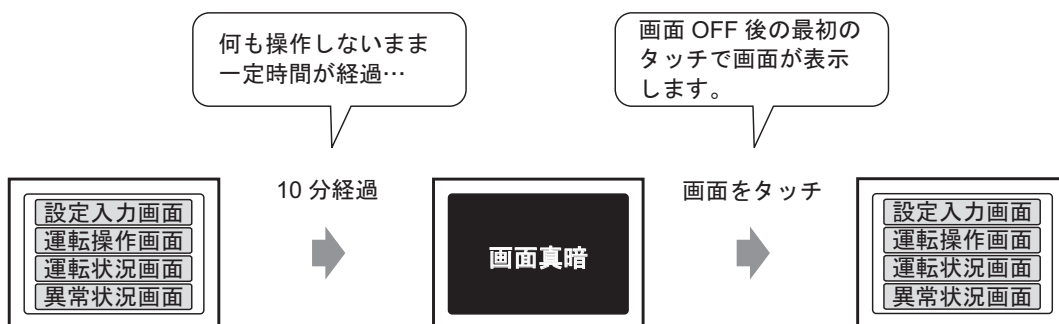 何も操作しないまま
一定時間が経過…
画面 OFF 後の最初の
タッチで画面が表示
します。
10 分経過
画面をタッチ
設定入力画面
運転操作画面
運転状況画面
異常状況画面
画面真暗
設定入力画面
運転操作画面
運転状況画面
異常状況画面